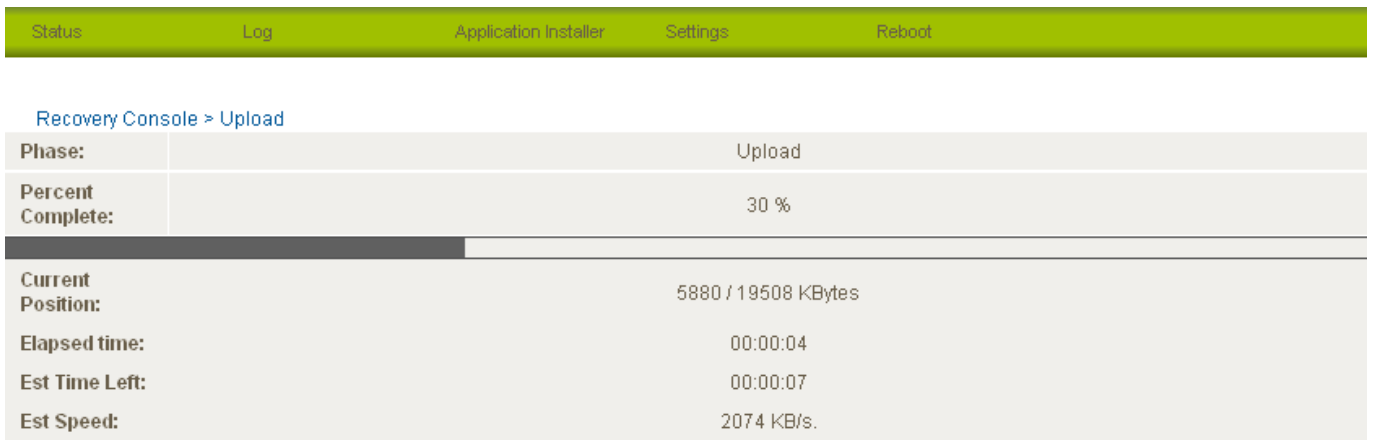 Status Log Application Installer Settings Reboot
Recovery Console > Upload
Phase: Upload
Percent
Complete: 30 %
Current
Position: 5880 / 19508 KBytes
Elapsed time: 00:00:04
Est Time Left: 00:00:07
Est Speed: 2074 KB/s.